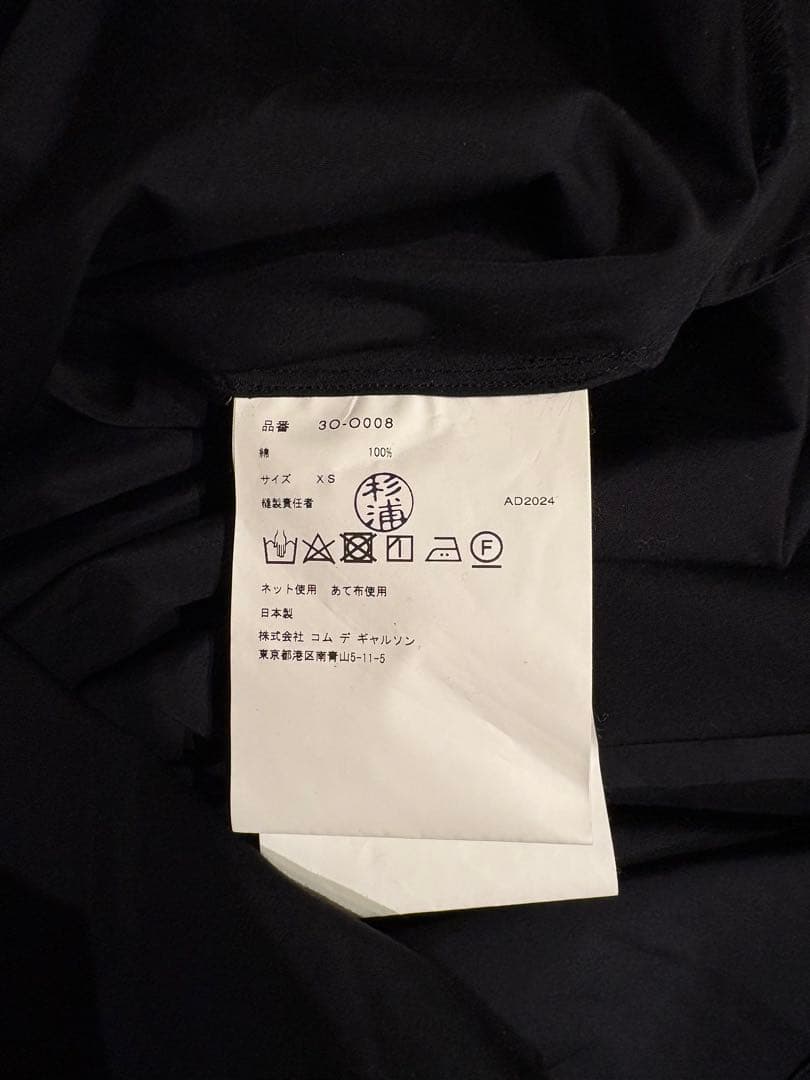 品番 3O-O008
綿 100%
サイズ XS
縫製責任者 杉浦 AD2024
F
ネット使用 あて布使用
日本製
株式会社 コム デ ギャルソン
東京都港区南青山5-11-5